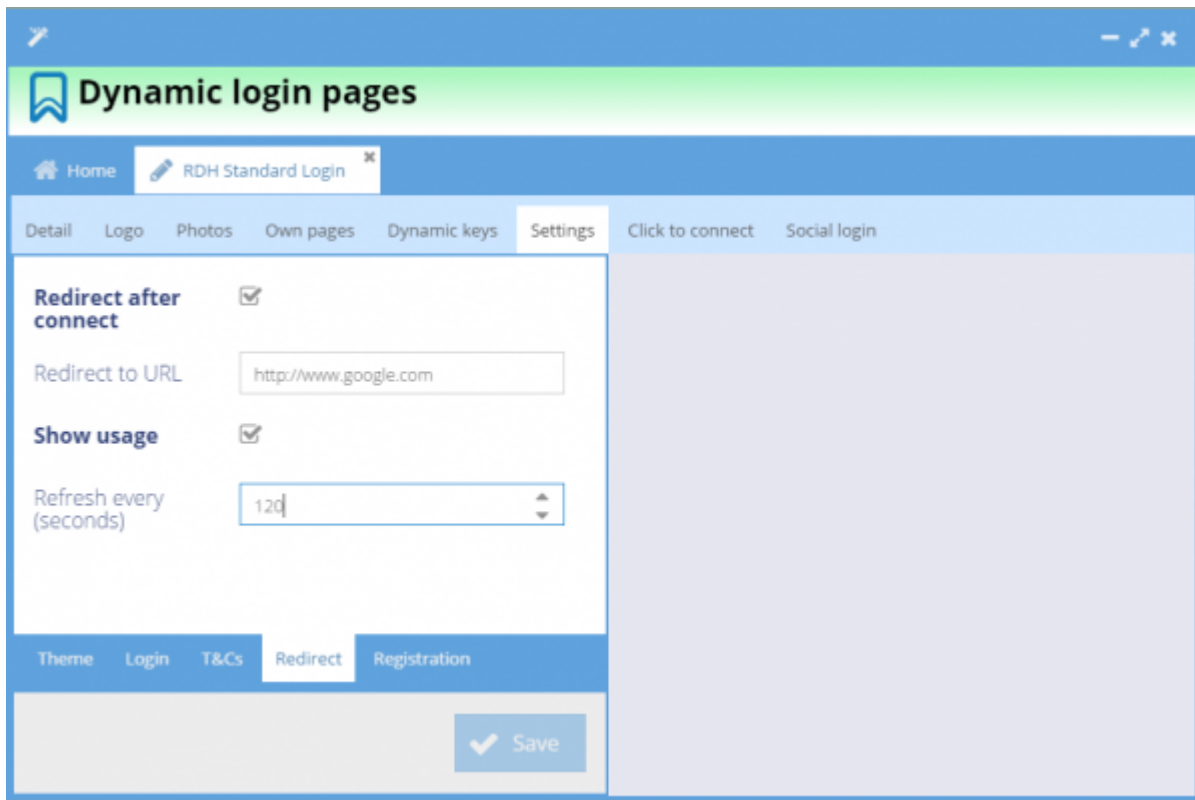 Dynamic login pages
Home RDH Standard Login
Detail Logo Photos Own pages Dynamic keys Settings Click to connect Social login
Redirect after
connect
Redirect to URL http://www.google.com
Show usage
Refresh every
(seconds) 120
Theme Login T&Cs Redirect Registration
Save